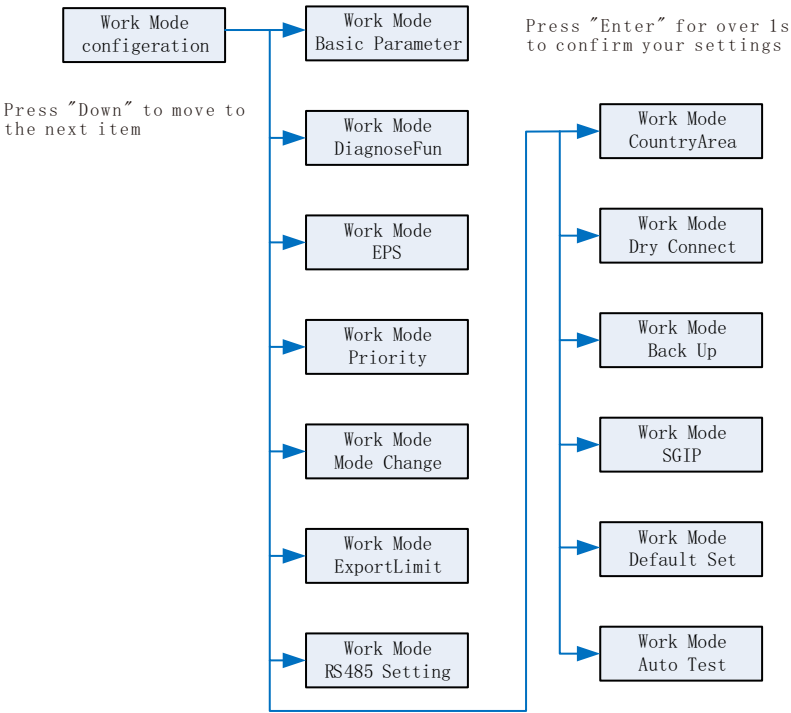 Work Mode
configeration
Press "Down" to move to
the next item
Work Mode
Basic Parameter
Work Mode
DiagnoseFun
Work Mode
EPS
Work Mode
Priority
Work Mode
Mode Change
Work Mode
ExportLimit
Work Mode
RS485 Setting
Press "Enter" for over 1s
to confirm your settings
Work Mode
CountryArea
Work Mode
Dry Connect
Work Mode
Back Up
Work Mode
SGIP
Work Mode
Default Set
Work Mode
Auto Test